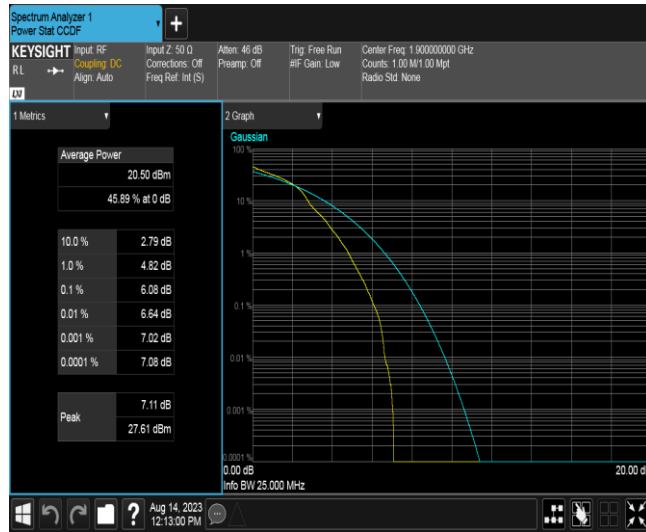 Spectrum Analyzer 1
Power Stat CCDF
KEYSIGHT
RL
LXI
Input: RF
Coupling: DC
Align: Auto
Input Z: 50 Ω
Corrections: Off
Freq Ref: Int (S)
Atten: 46 dB
Preamp: Off
Trig: Free Run
#IF Gain: Low
Center Freq: 1.900000000 GHz
Counts: 1.00 M/1.00 Mpt
Radio Std: None
1 Metrics
Average Power
20.50 dBm
45.89 % at 0 dB
10.0 % 2.79 dB
1.0 % 4.82 dB
0.1 % 6.08 dB
0.01 % 6.64 dB
0.001 % 7.02 dB
0.0001 % 7.08 dB
Peak
7.11 dB
27.61 dBm
2 Graph
Gaussian
100 %
10 %
1 %
0.1 %
0.01 %
0.001 %
0.0001 %
0.00 dB
20.00 d
Info BW 25.000 MHz
?
Aug 14, 2023
12:13:00 PM